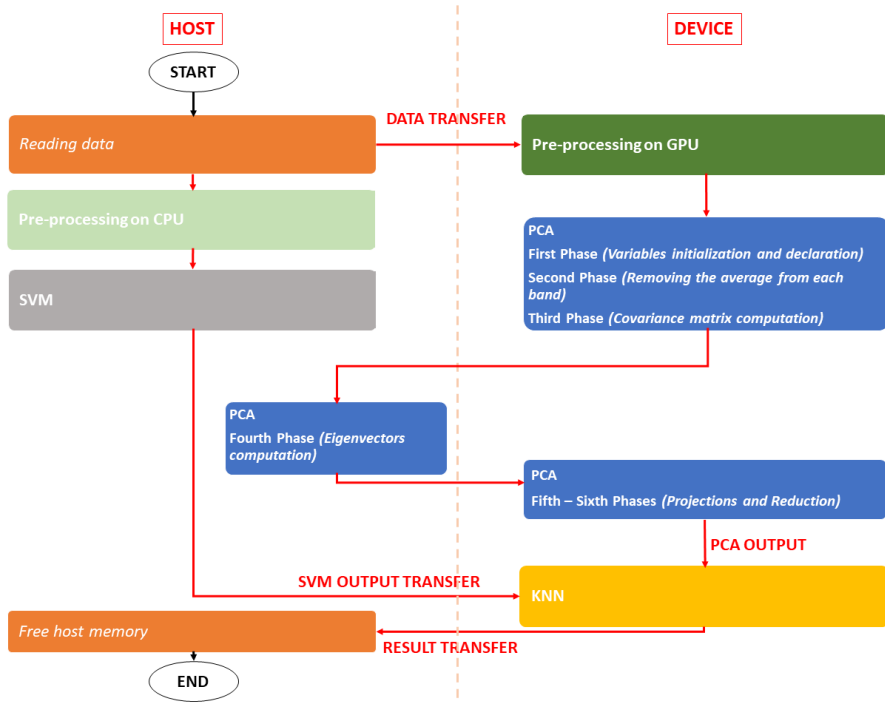 HOST
DEVICE
START
DATA TRANSFER
Reading data
Pre-processing on GPU
Pre-processing on CPU
PCA
First Phase (Variables initialization and declaration)
Second Phase (Removing the average from each
band)
Third Phase (Covariance matrix computation)
SVM
PCA
Fourth Phase (Eigenvectors
computation)
PCA
Fifth – Sixth Phases (Projections and Reduction)
PCA OUTPUT
SVM OUTPUT TRANSFER
KNN
Free host memory
RESULT TRANSFER
END